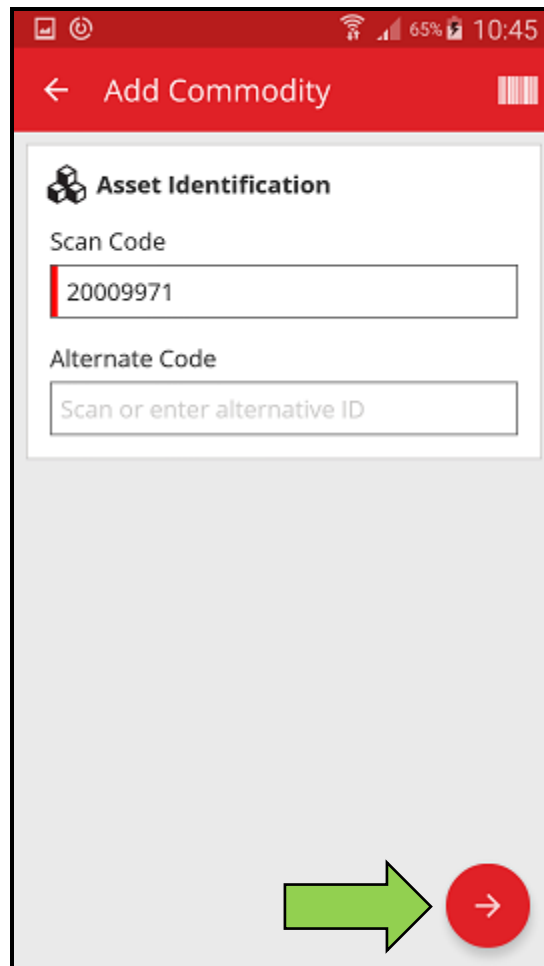 65% 10:45
Add Commodity
Asset Identification
Scan Code
20009971
Alternate Code
Scan or enter alternative ID